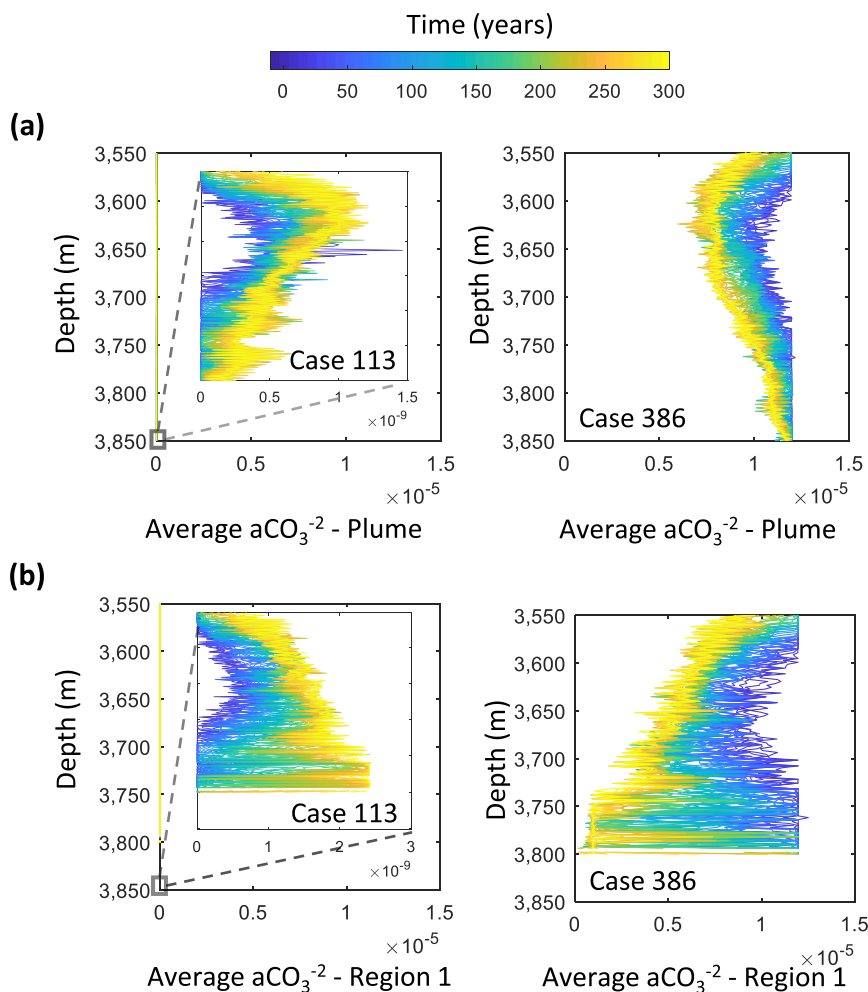 Time (years)
0 50 100 150 200 250 300
(a)
3,550
3,600
3,650
3,700
3,750
3,800
3,850
Depth (m)
Case 113
0 0.5 1 1.5
×10-9
0 0.5 1 1.5
×10-5
Average aCO3-2 - Plume
3,550
3,600
3,650
3,700
3,750
3,800
3,850
Depth (m)
Case 386
0 0.5 1 1.5
×10-5
Average aCO3-2 - Plume
(b)
3,550
3,600
3,650
3,700
3,750
3,800
3,850
Depth (m)
Case 113
0 1 2 3
×10-9
0 0.5 1 1.5
×10-5
Average aCO3-2 - Region 1
3,550
3,600
3,650
3,700
3,750
3,800
3,850
Depth (m)
Case 386
0 0.5 1 1.5
×10-5
Average aCO3-2 - Region 1